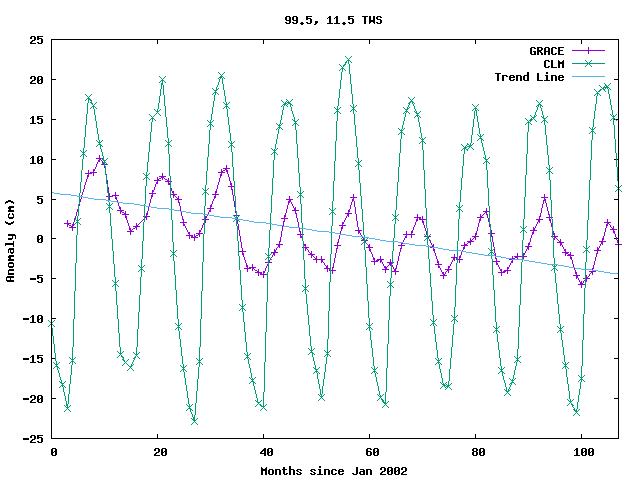 99.5, 11.5 TWS
GRACE
CLM
Trend Line
25
20
15
10
5
0
-5
-10
-15
-20
-25
Anomaly (cm)
0 20 40 60 80 100
Months since Jan 2002